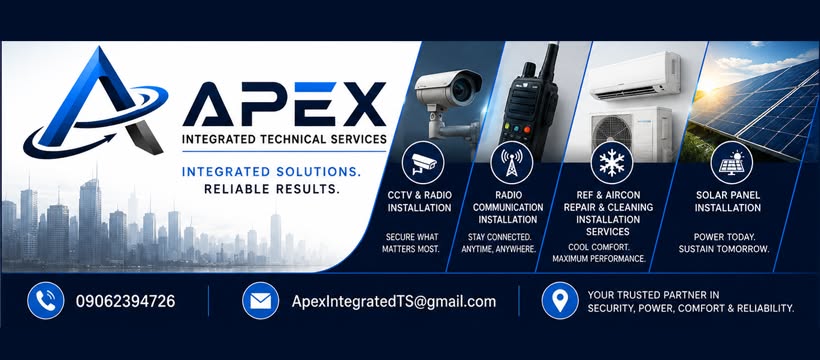 APEX
INTEGRATED TECHNICAL SERVICES
INTEGRATED SOLUTIONS.
RELIABLE RESULTS.
CCTV & RADIO
INSTALLATION
SECURE WHAT
MATTERS MOST.
RADIO
COMMUNICATION
INSTALLATION
STAY CONNECTED.
ANYTIME, ANYWHERE.
REF & AIRCON
REPAIR & CLEANING
INSTALLATION
SERVICES
COOL COMFORT.
MAXIMUM PERFORMANCE.
SOLAR PANEL
INSTALLATION
POWER TODAY.
SUSTAIN TOMORROW.
09062394726
ApexIntegratedTS@gmail.com
YOUR TRUSTED PARTNER IN
SECURITY, POWER, COMFORT & RELIABILITY.